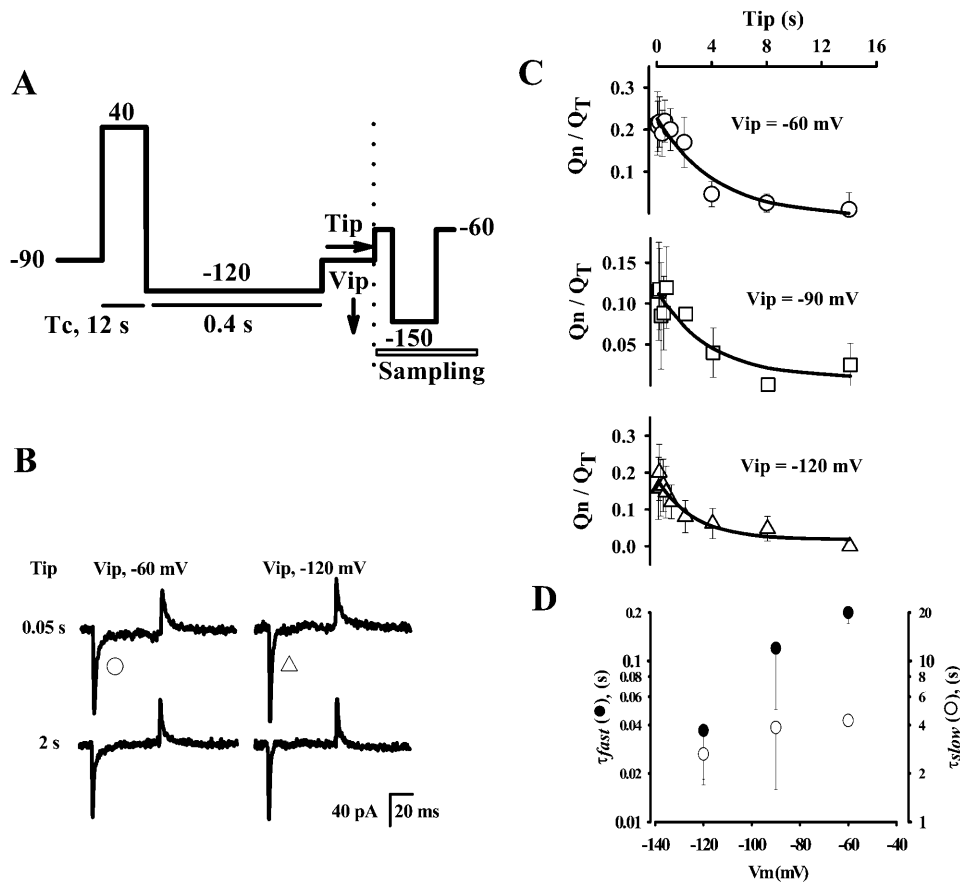 A
40
-90
-120
Tip
Vip
-60
Tc, 12 s
0.4 s
-150
Sampling
B
Tip
Vip, -60 mV
Vip, -120 mV
0.05 s
2 s
40 pA
20 ms
C
Tip (s)
0 4 8 12 16
Qn / QT
0.3
0.2
0.1
Vip = -60 mV
Qn / QT
0.15
0.10
0.05
Vip = -90 mV
Qn / QT
0.3
0.2
0.1
0.0
Vip = -120 mV
D
τfast (●), (s)
0.2
0.1
0.08
0.06
0.04
0.02
0.01
20
10
8
6
4
2
1
τslow (○), (s)
-140 -120 -100 -80 -60 -40
Vm (mV)